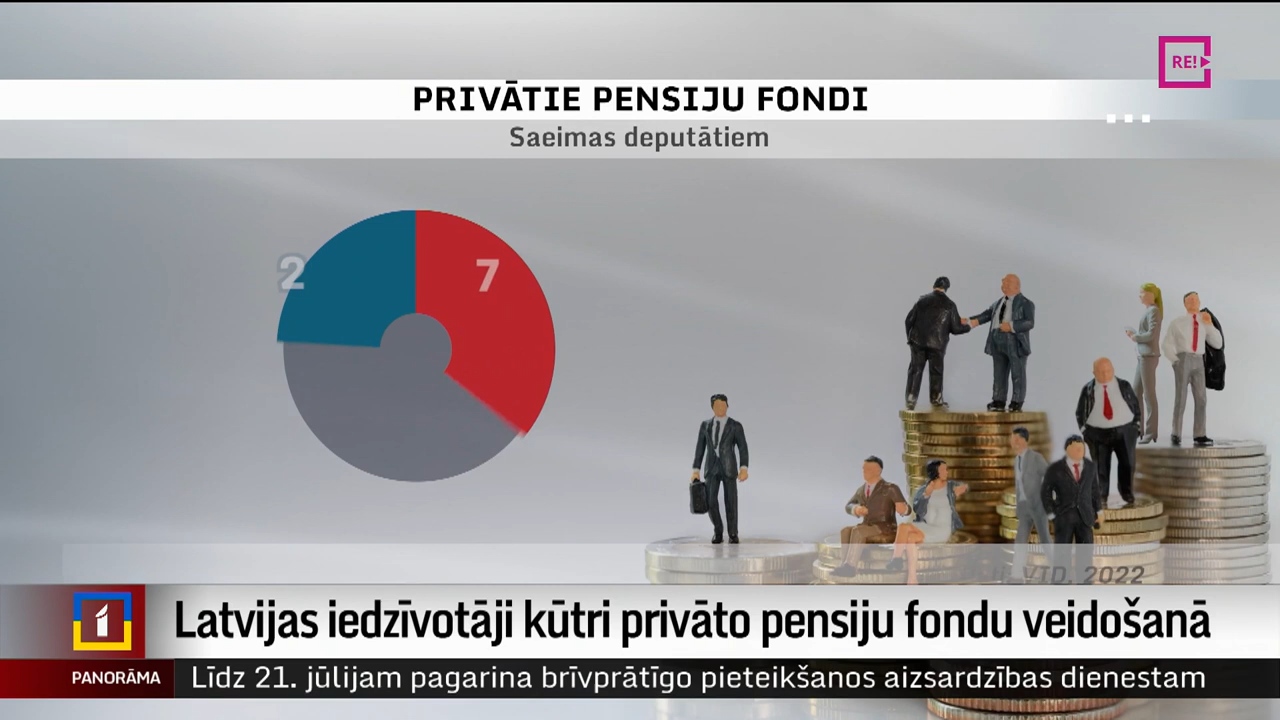 RE!
PRIVĀTIE PENSIJU FONDI
Saeimas deputātiem
2
7
VID, 2022
1
Latvijas iedzīvotāji kūtri privāto pensiju fondu veidošanā
PANORĀMA
Līdz 21. jūlijam pagarina brīvprātīgo pieteikšanos aizsardzības dienestam